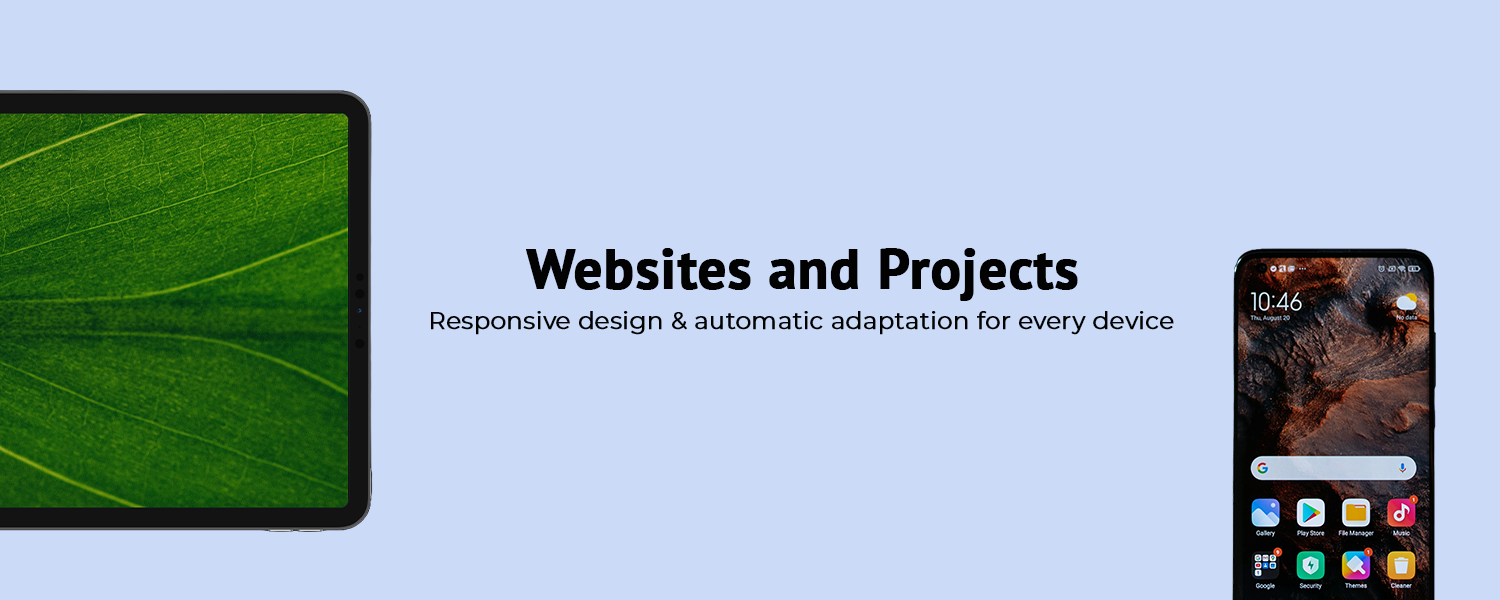 Websites and Projects
Responsive design & automatic adaptation for every device
10:46
Thu, August 20
No data
Gallery
Play Store
File Manager
Music
Google
Security
Themes
Cleaner